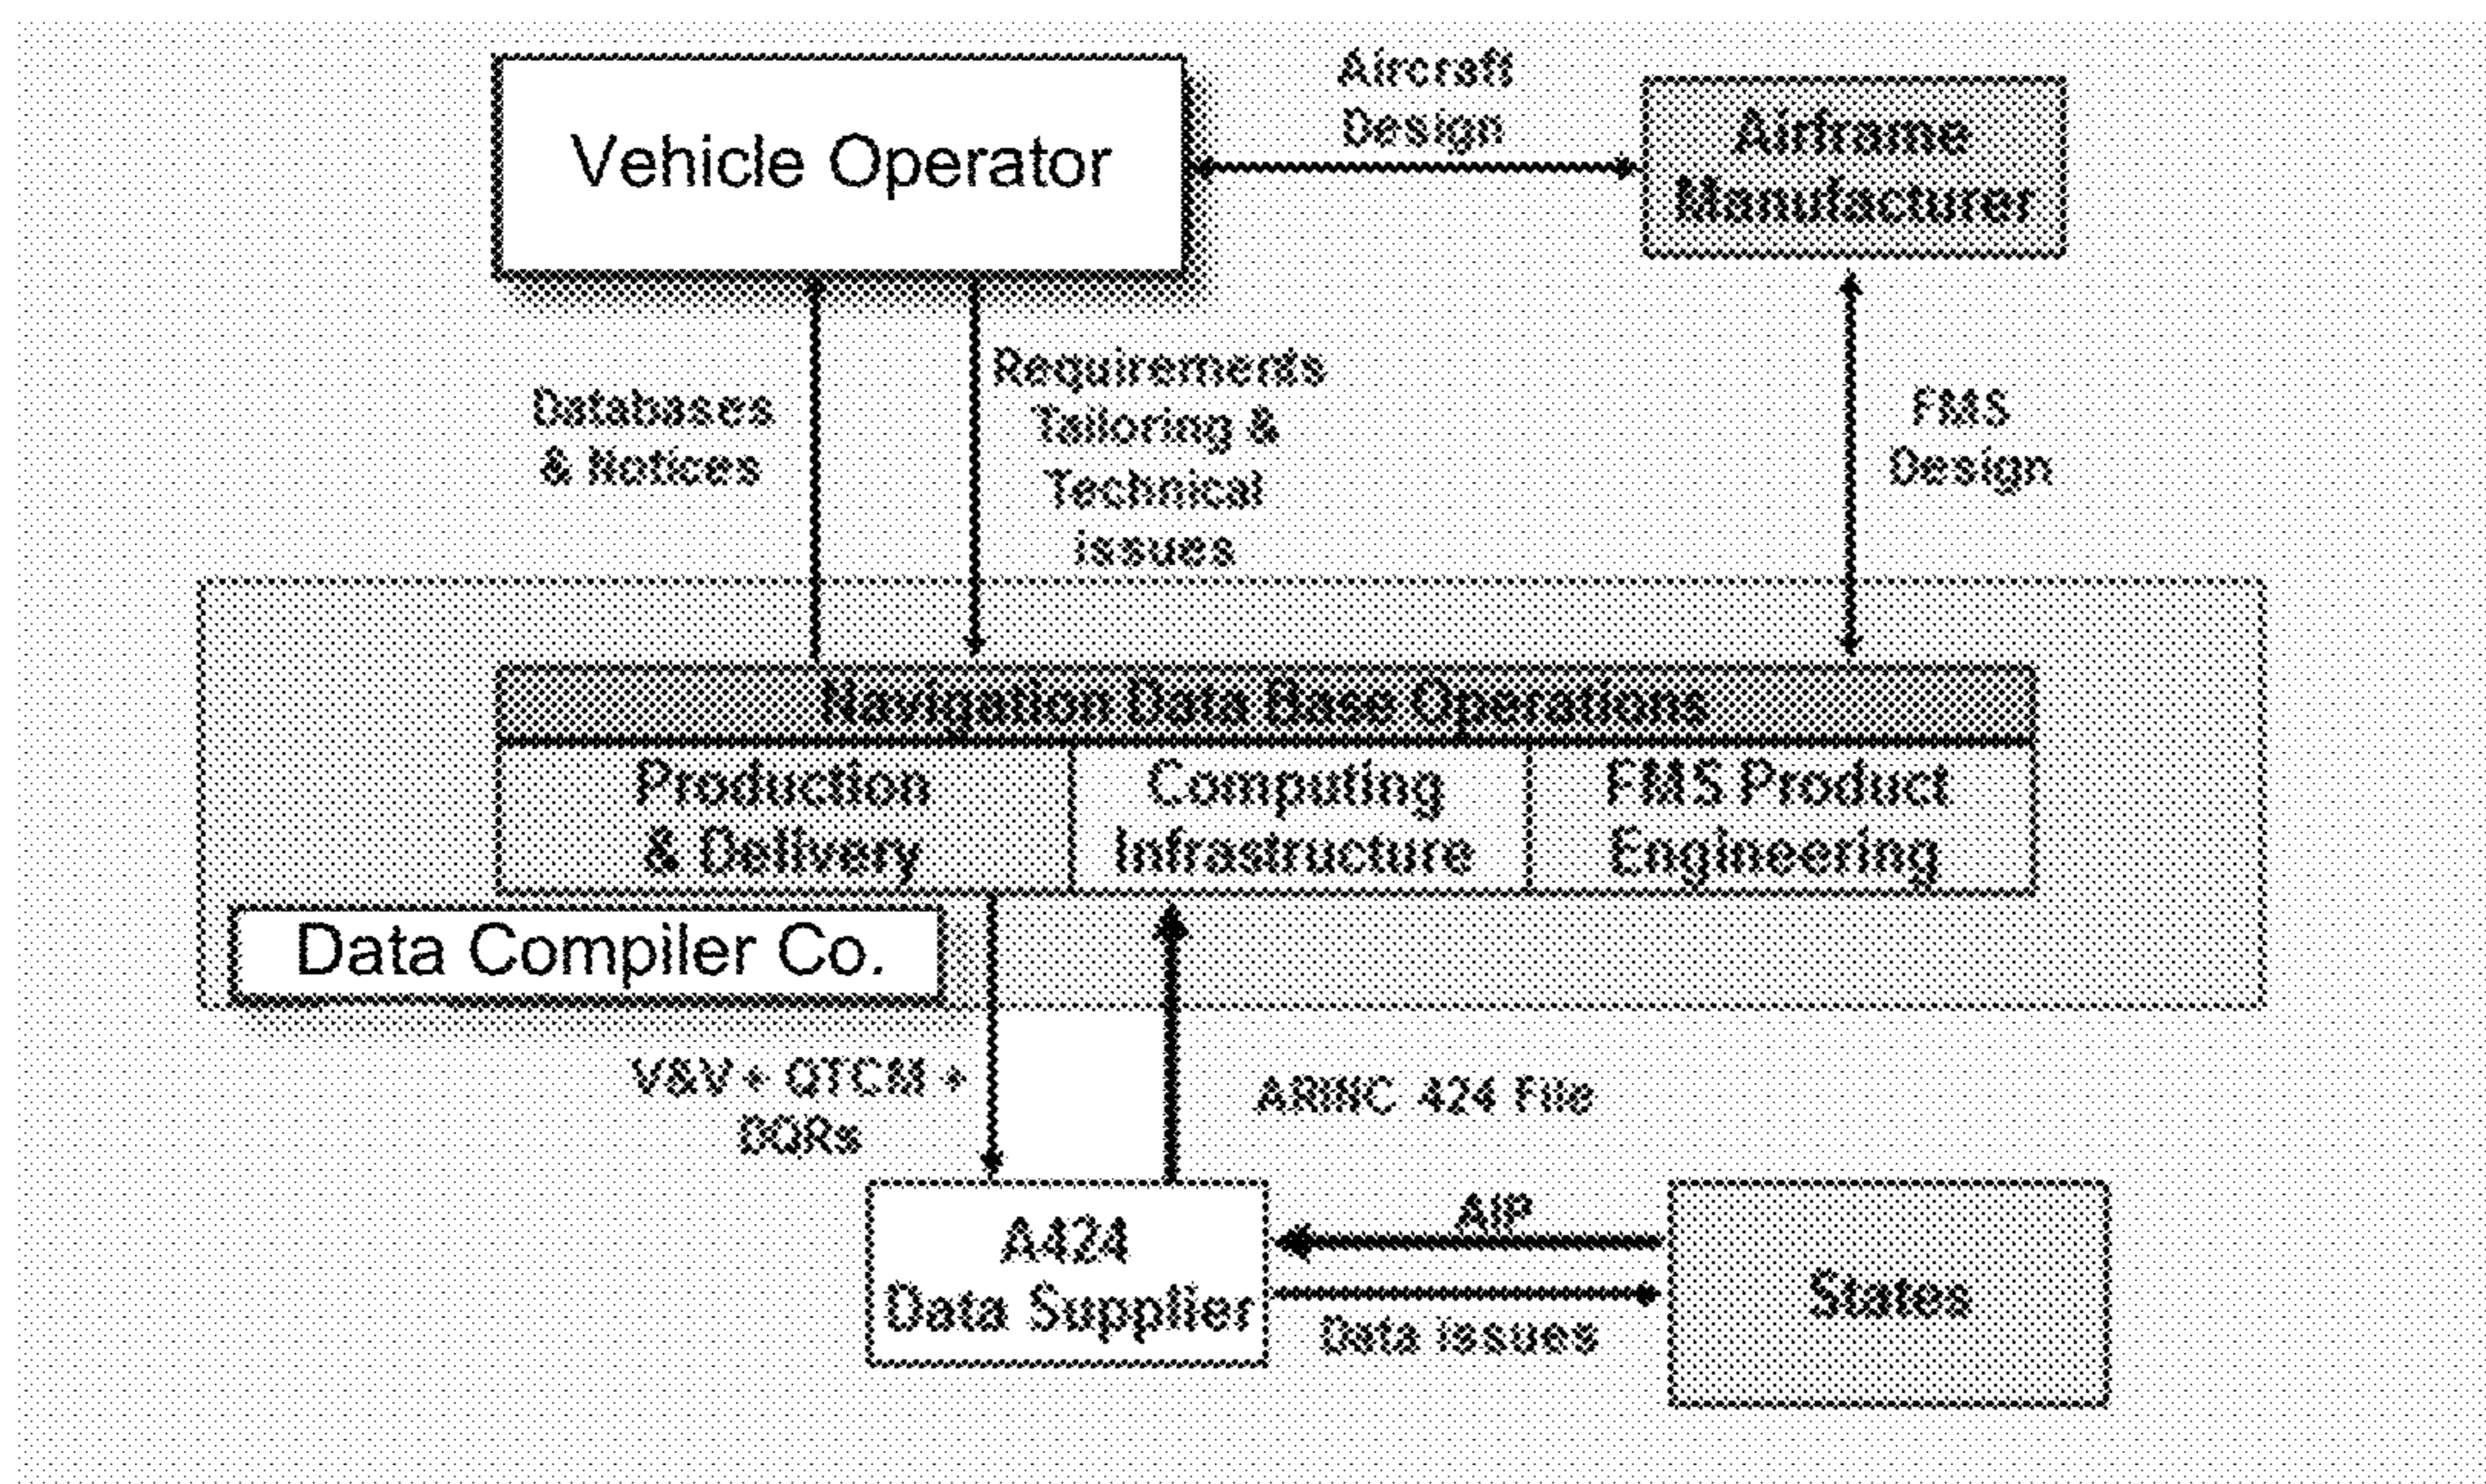 Vehicle Operator
Aircraft
Design
Airframe
Manufacturer
Databases
& Notices
Requirements
Tailoring &
Technical
issues
FMS
Design
Navigation Data Base Operations
Production
& Delivery
Computing
Infrastructure
FMS Product
Engineering
Data Compiler Co.
V&V + QTCM +
DQRs
ARINC 424 File
A424
Data Supplier
AIP
Data issues
States